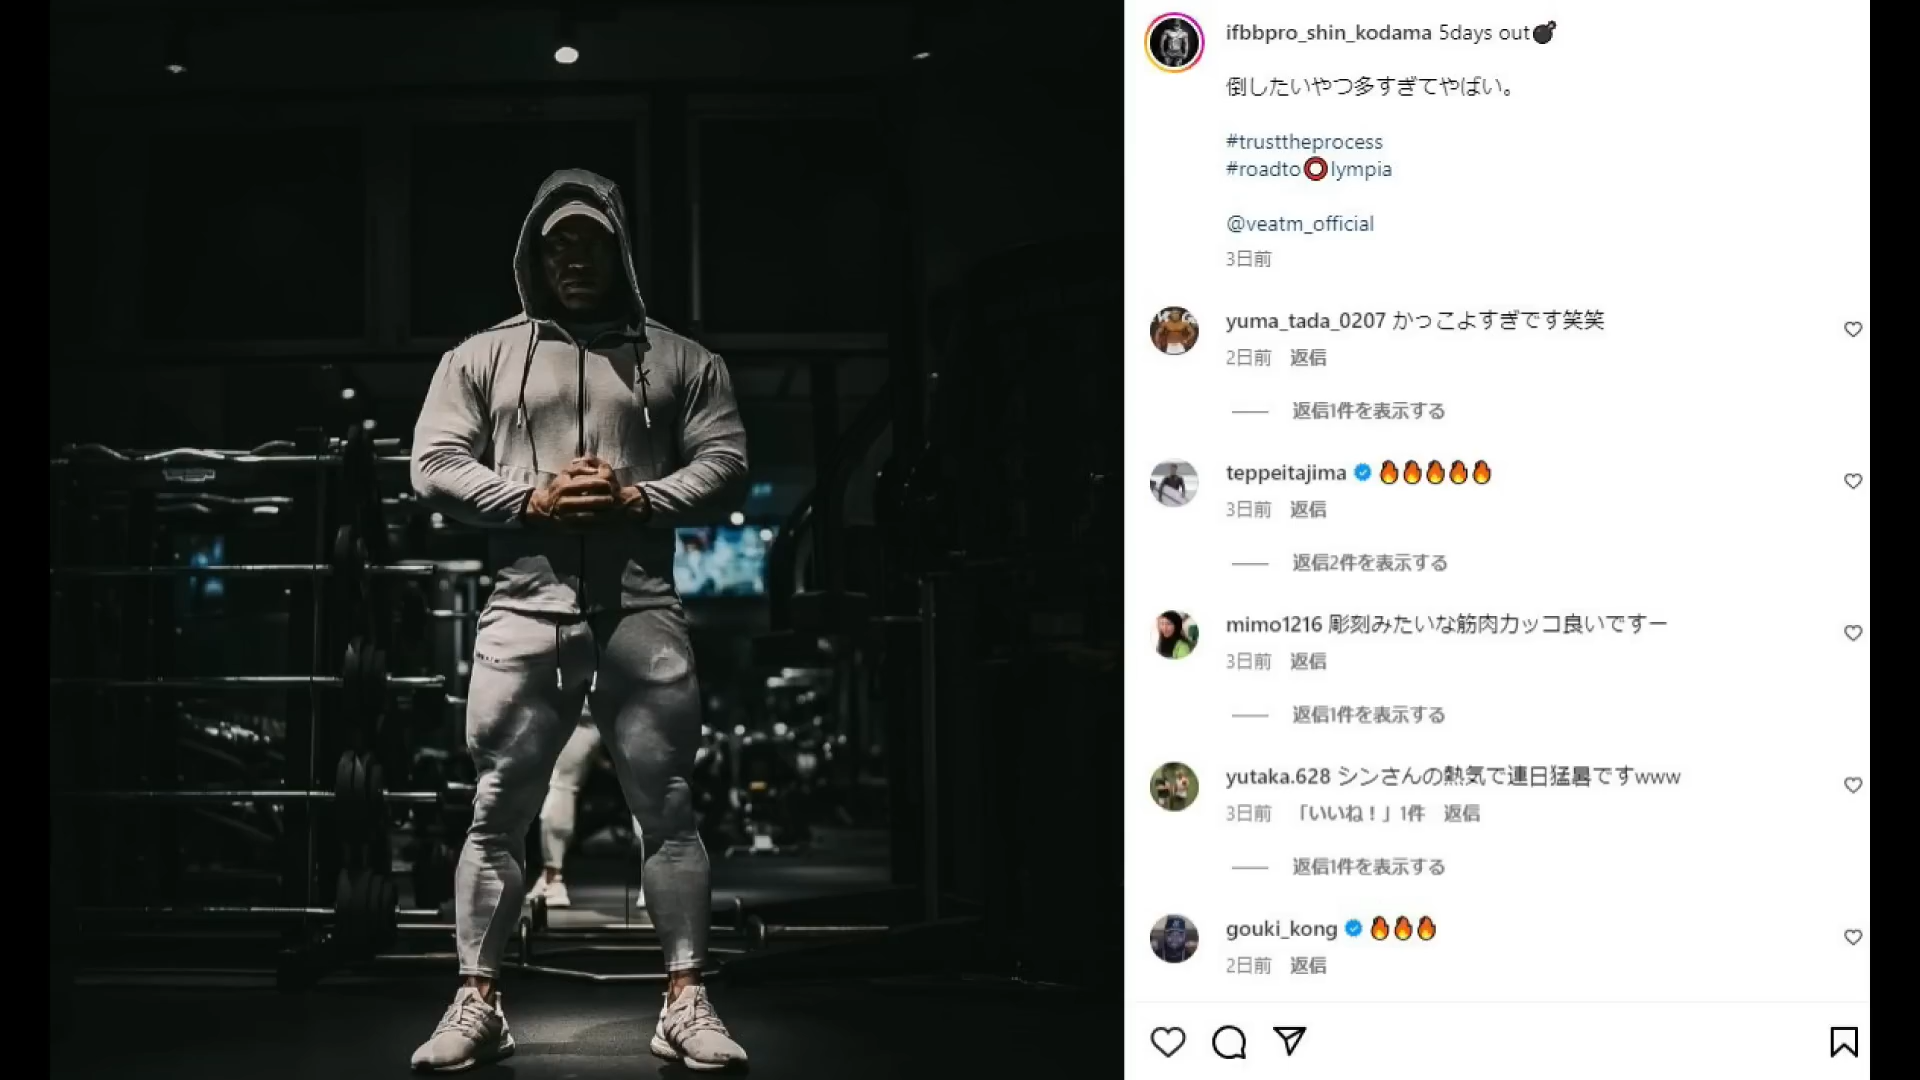 ifbbpro_shin_kodama 5days out💣
倒したいやつ多すぎてやばい。
#trusttheprocess
#roadto⭕lympia
@veatm_official
3日前
yuma_tada_0207 かっこよすぎです笑笑
2日前 返信
返信1件を表示する
teppeitajima 🔥🔥🔥🔥🔥
3日前 返信
返信2件を表示する
mimo1216 彫刻みたいな筋肉カッコ良いですー
3日前 返信
返信1件を表示する
yutaka.628 シンさんの熱気で連日猛暑ですwww
3日前 「いいね！」1件 返信
返信1件を表示する
gouki_kong 🔥🔥🔥
2日前 返信